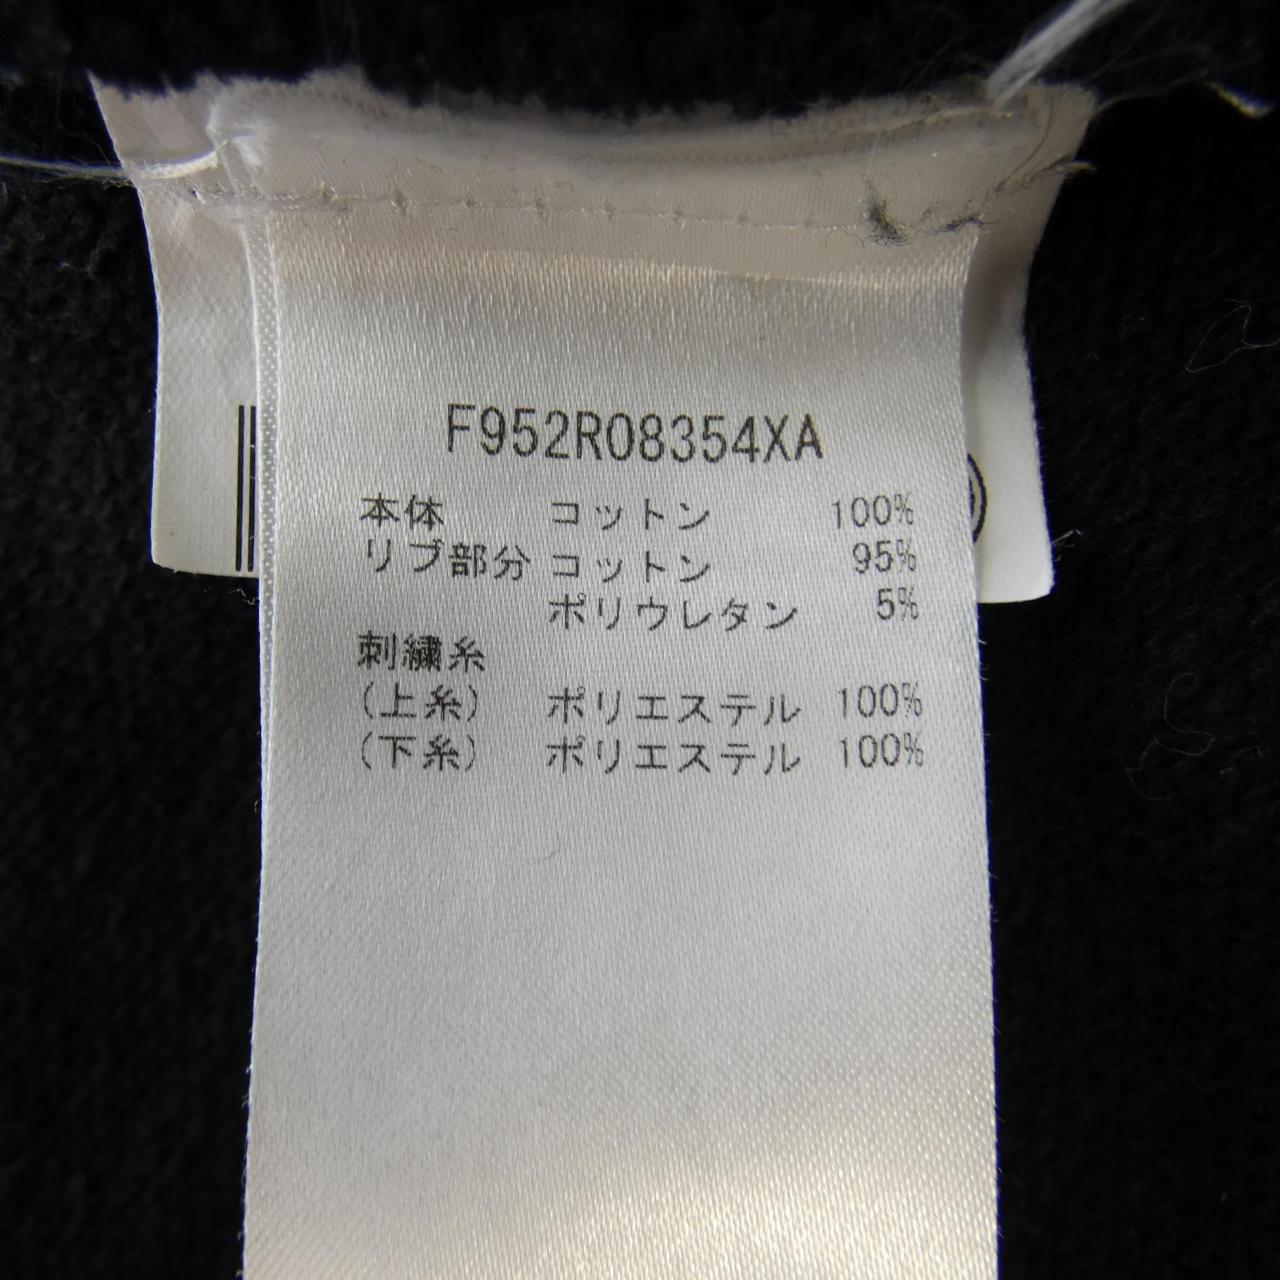 F952R08354XA
本体 コットン 100%
リブ部分 コットン 95%
ポリウレタン 5%
刺繍糸
(上糸) ポリエステル 100%
(下糸) ポリエステル 100%